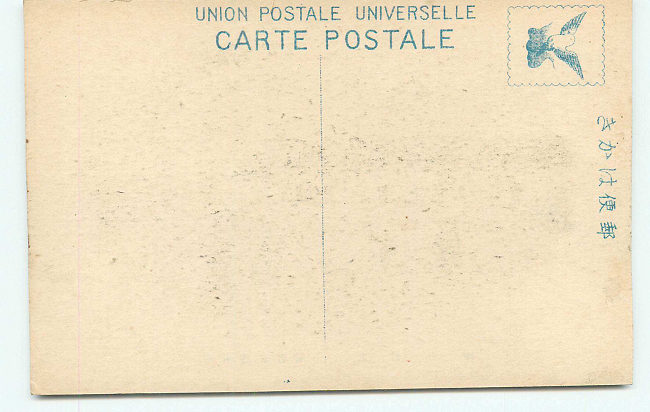 UNION POSTALE UNIVERSELLE
CARTE POSTALE
きかは便郵